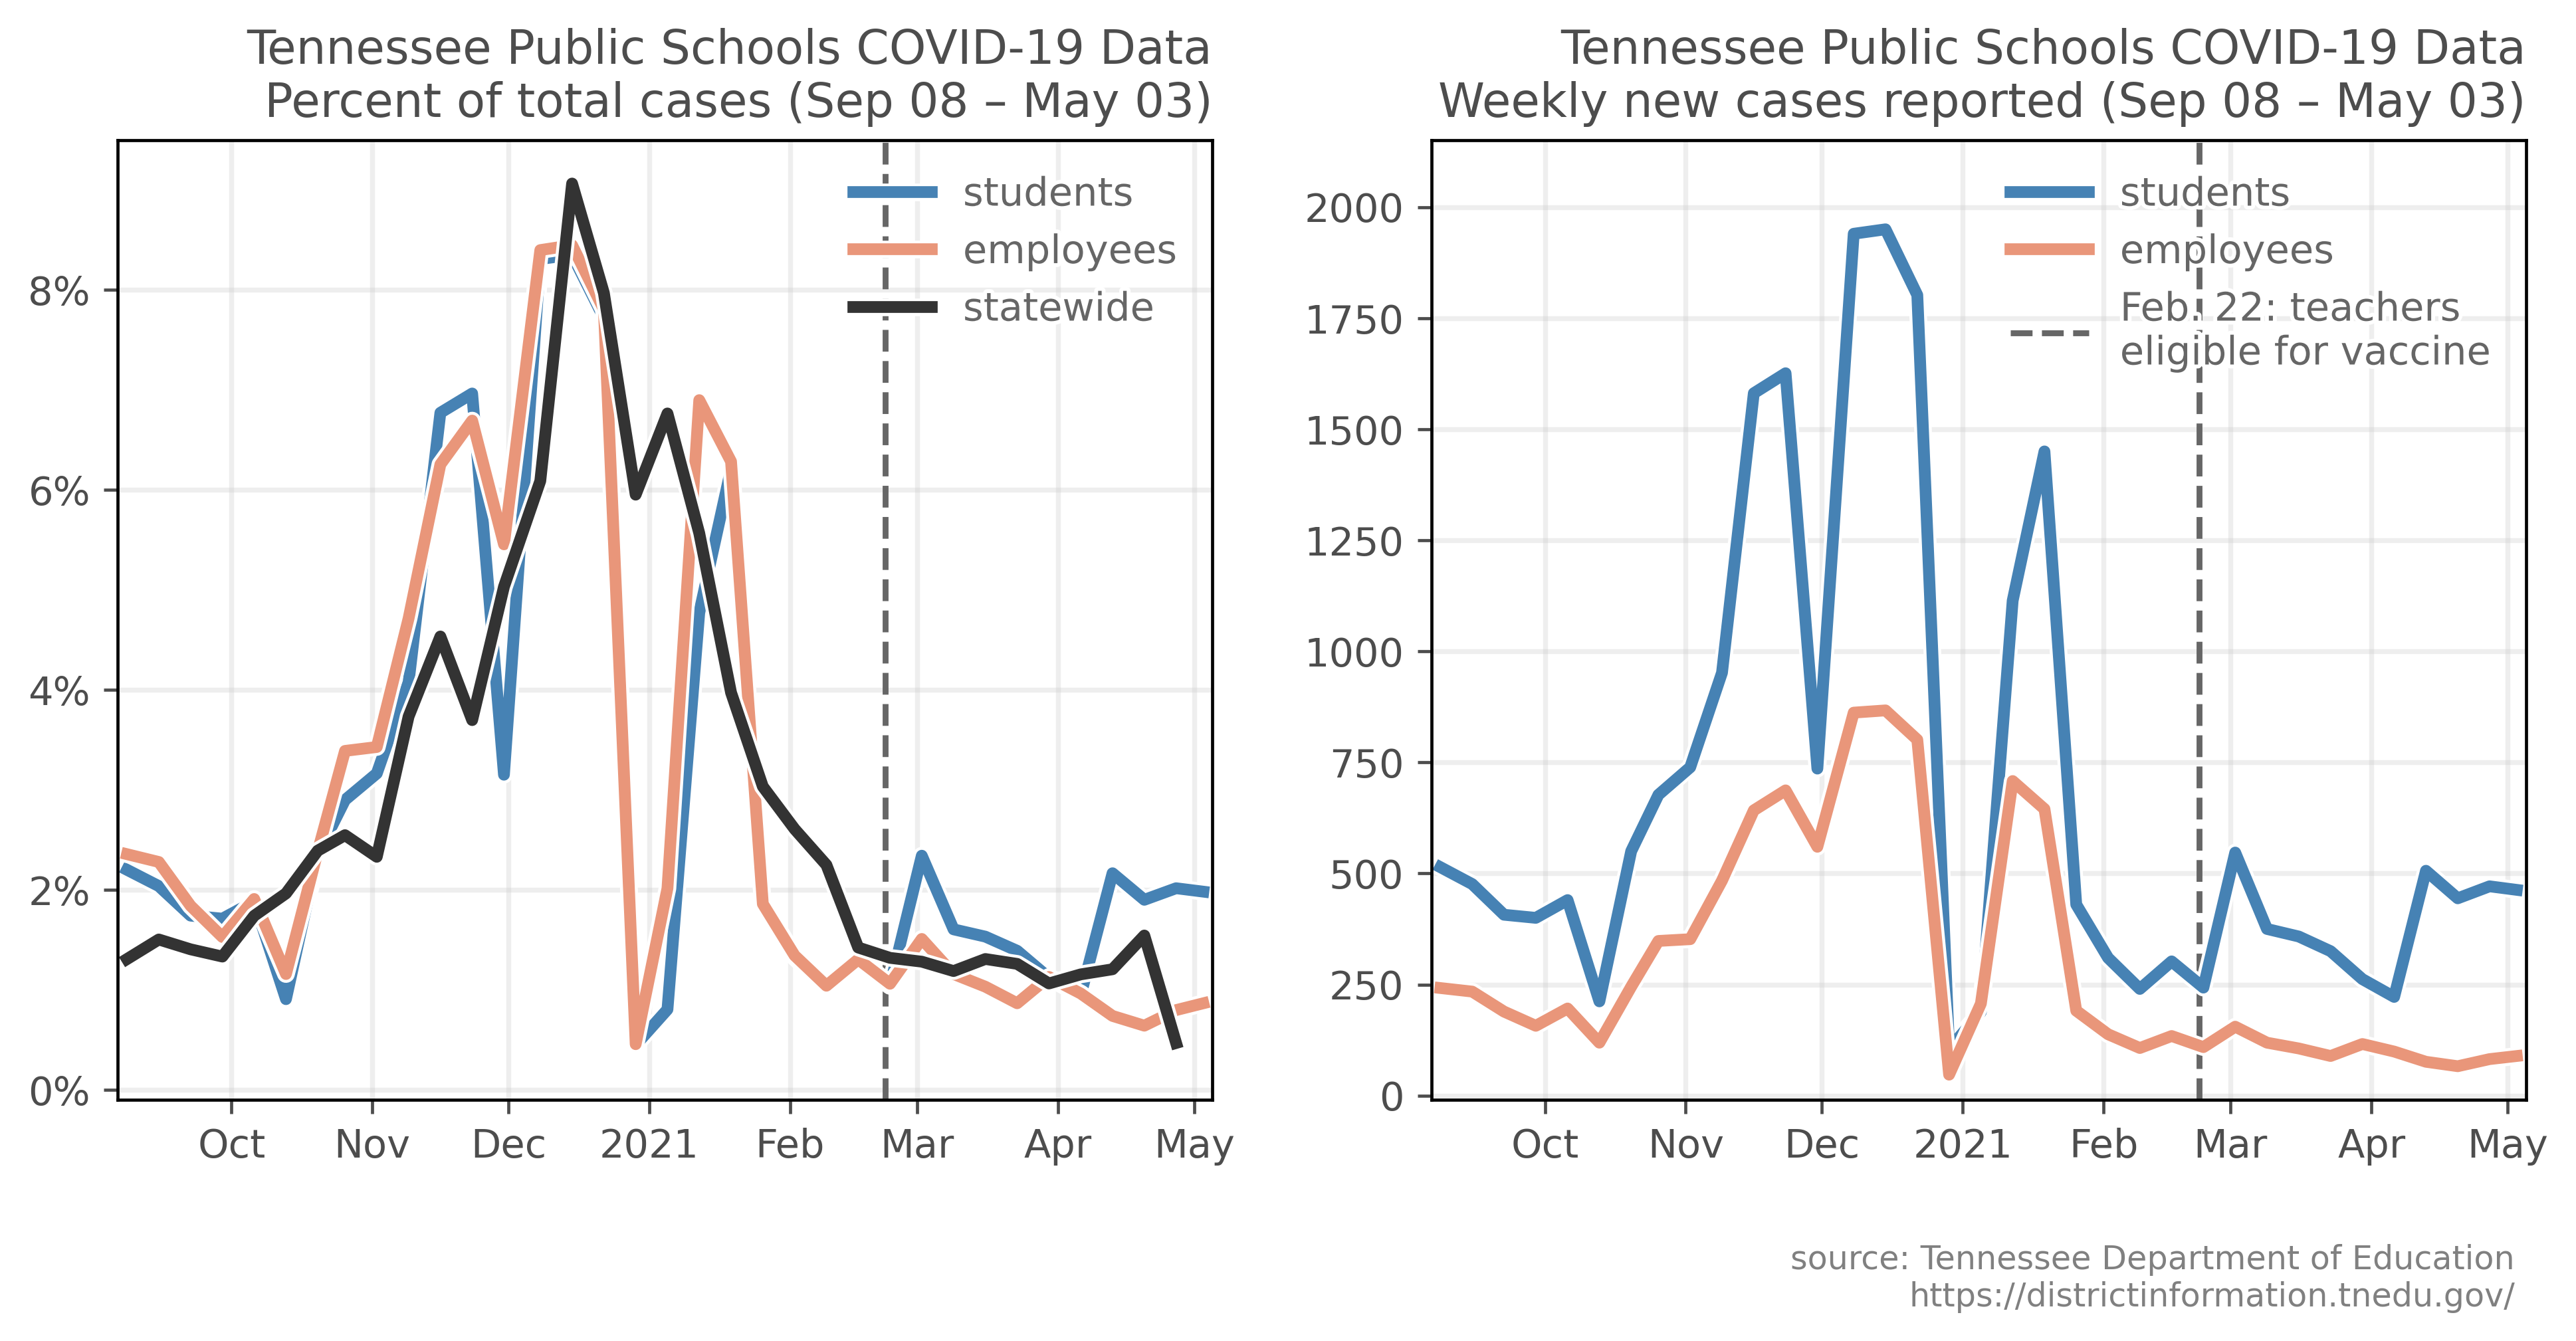 Tennessee Public Schools COVID-19 Data
Percent of total cases (Sep 08 – May 03)
students
employees
statewide
8%
6%
4%
2%
0%
Oct Nov Dec 2021 Feb Mar Apr May
Tennessee Public Schools COVID-19 Data
Weekly new cases reported (Sep 08 – May 03)
students
employees
Feb. 22: teachers
eligible for vaccine
2000
1750
1500
1250
1000
750
500
250
0
Oct Nov Dec 2021 Feb Mar Apr May
source: Tennessee Department of Education
https://districtinformation.tnedu.gov/